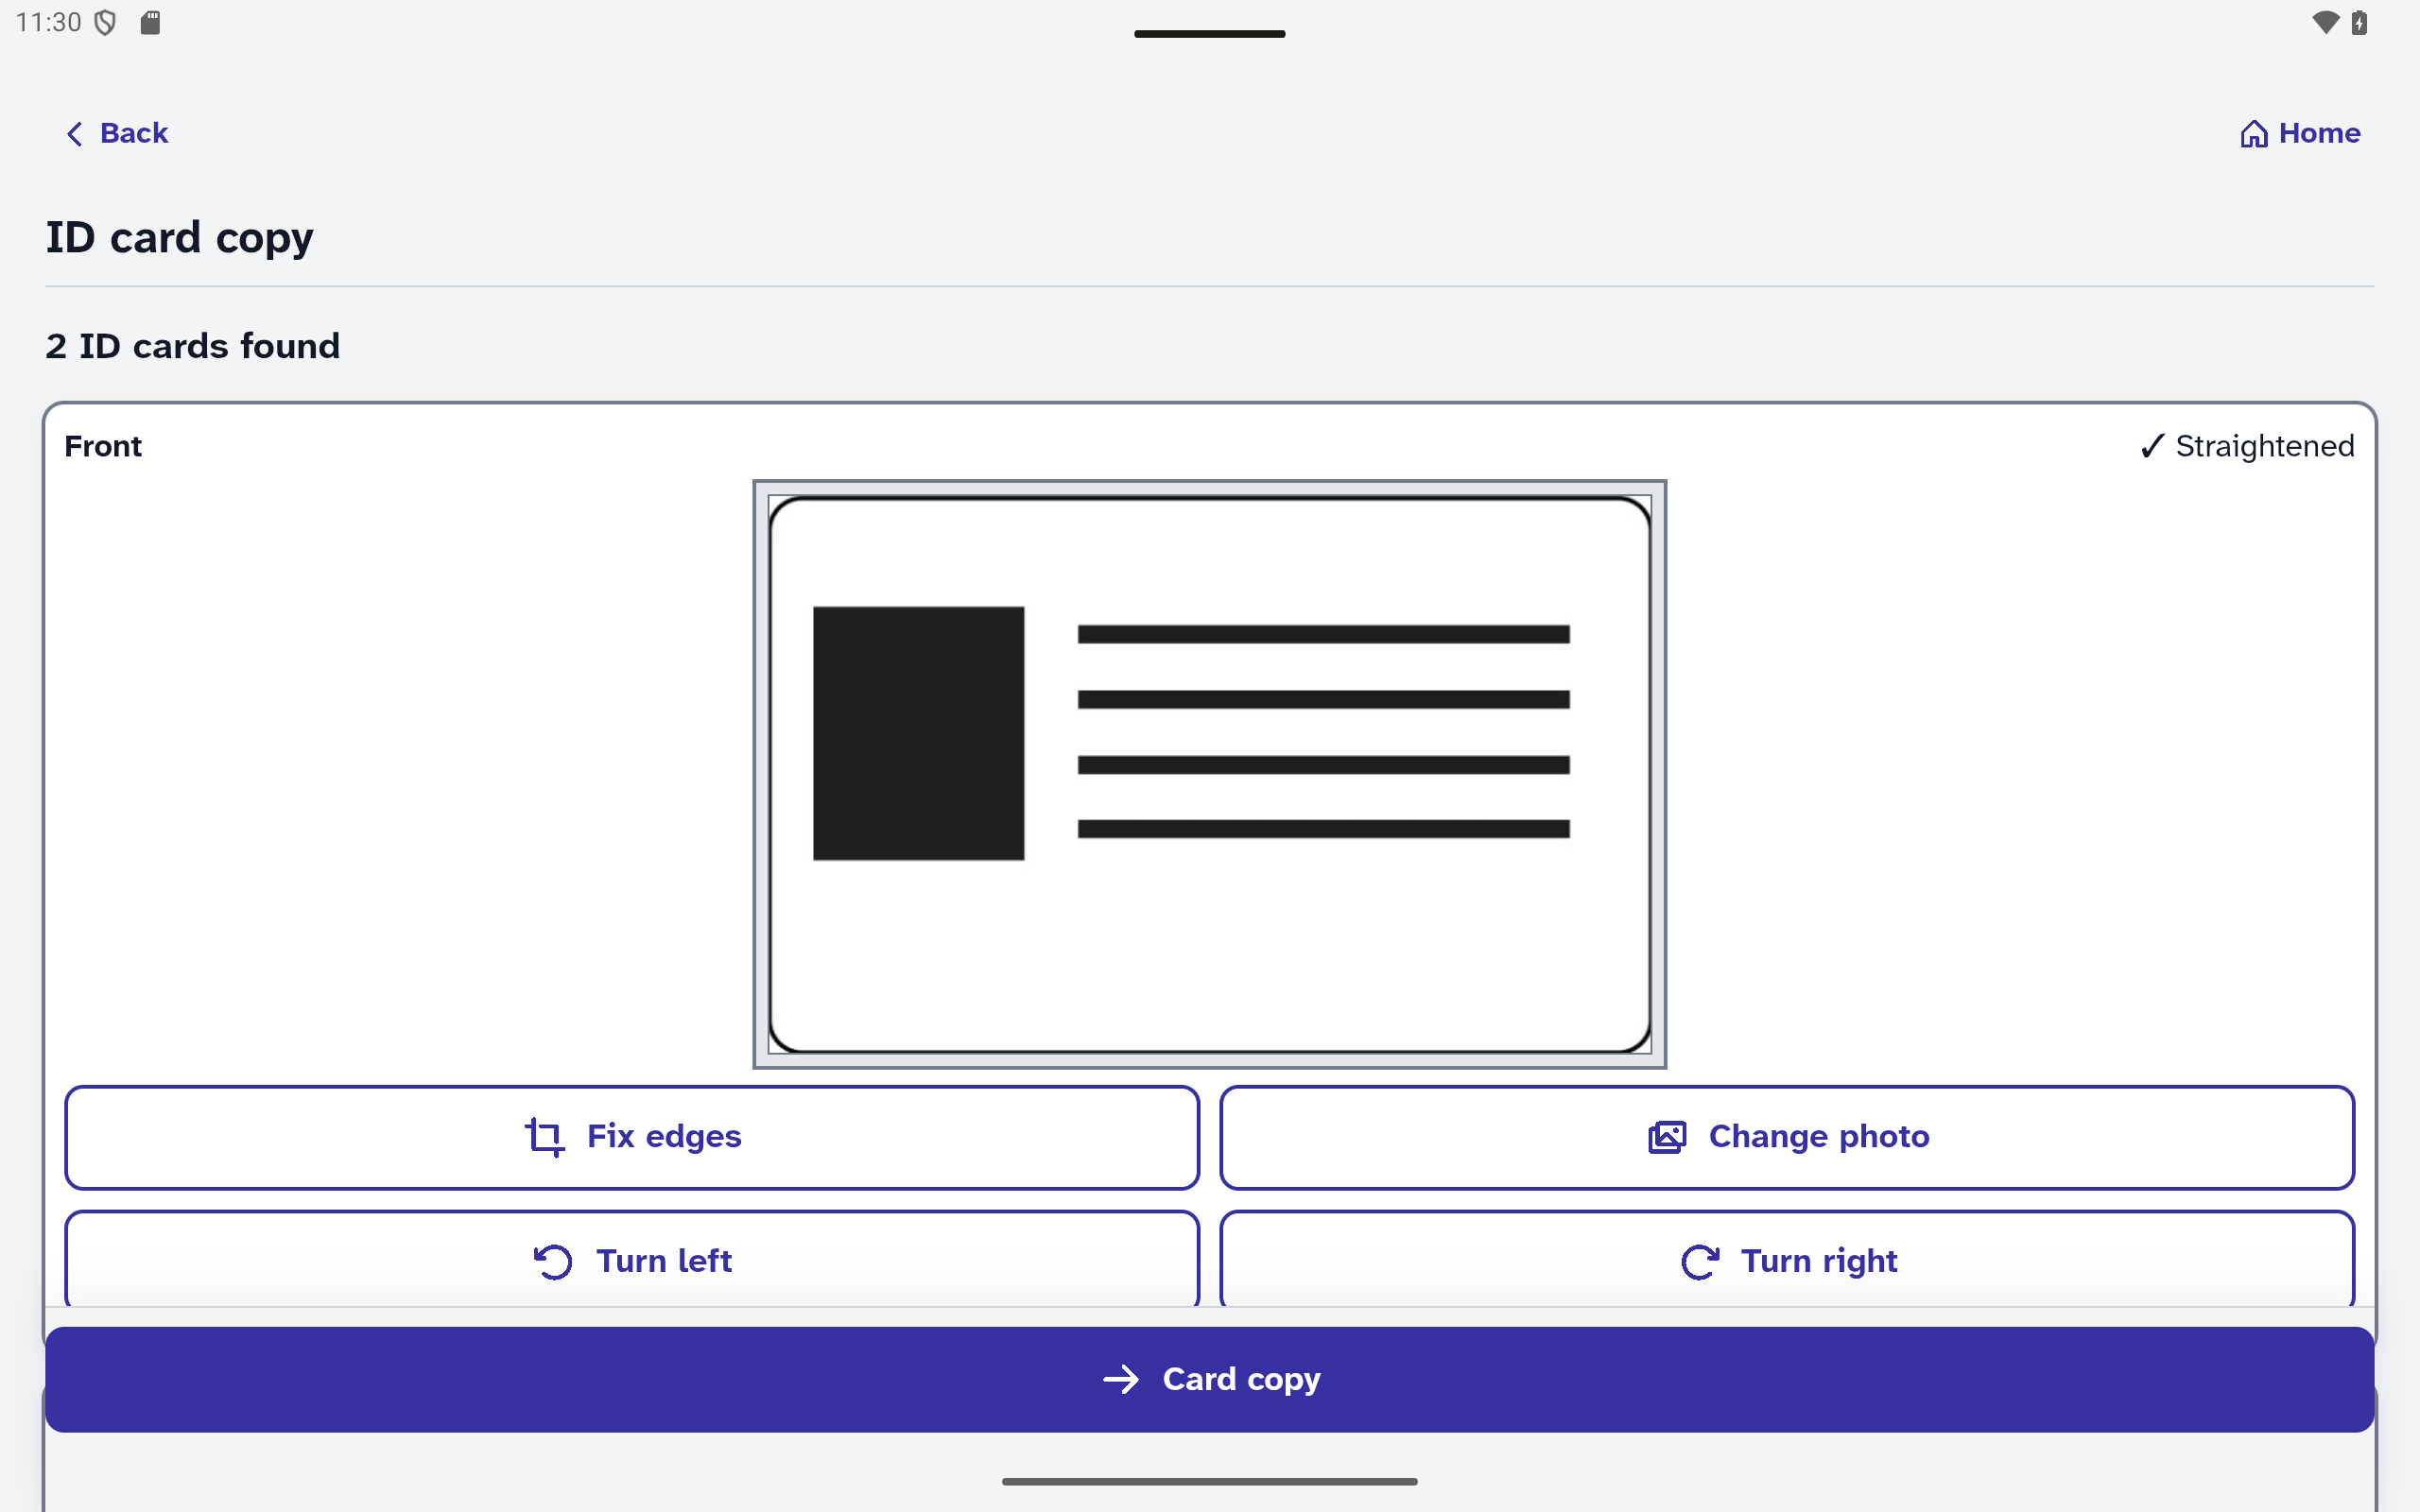 11:30
Back
Home
ID card copy
2 ID cards found
Front
✓ Straightened
Fix edges
Change photo
Turn left
Turn right
Card copy